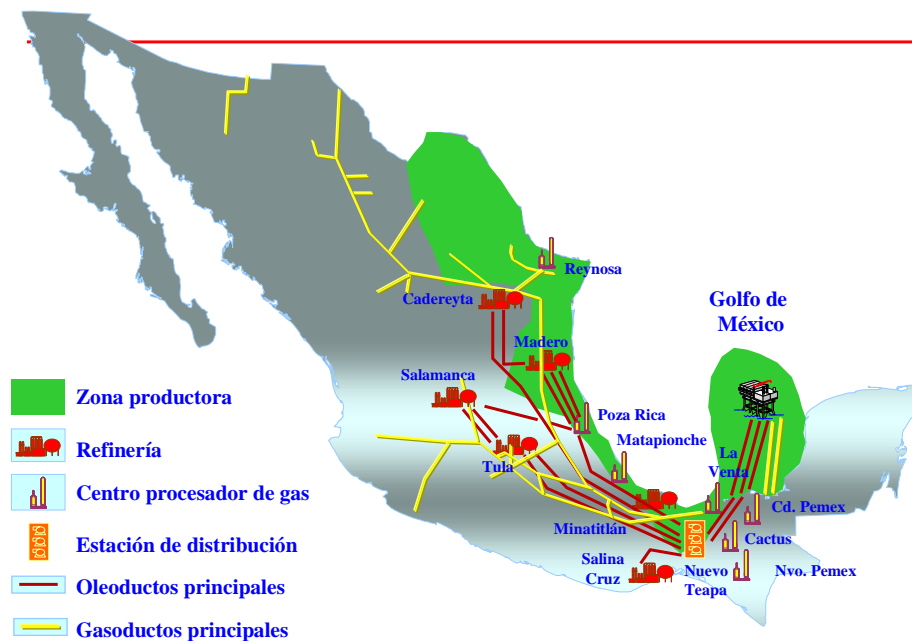 Reynosa
Golfo de
México
Cadereyta
Madero
Salamanca
Zona productora
Poza Rica
Matapionche
Refinería
La
Venta
Tula
Centro procesador de gas
Cd. Pemex
Minatitlán
Estación de distribución
Cactus
Salina
Cruz
Nuevo
Teapa
Nvo. Pemex
Oleoductos principales
Gasoductos principales